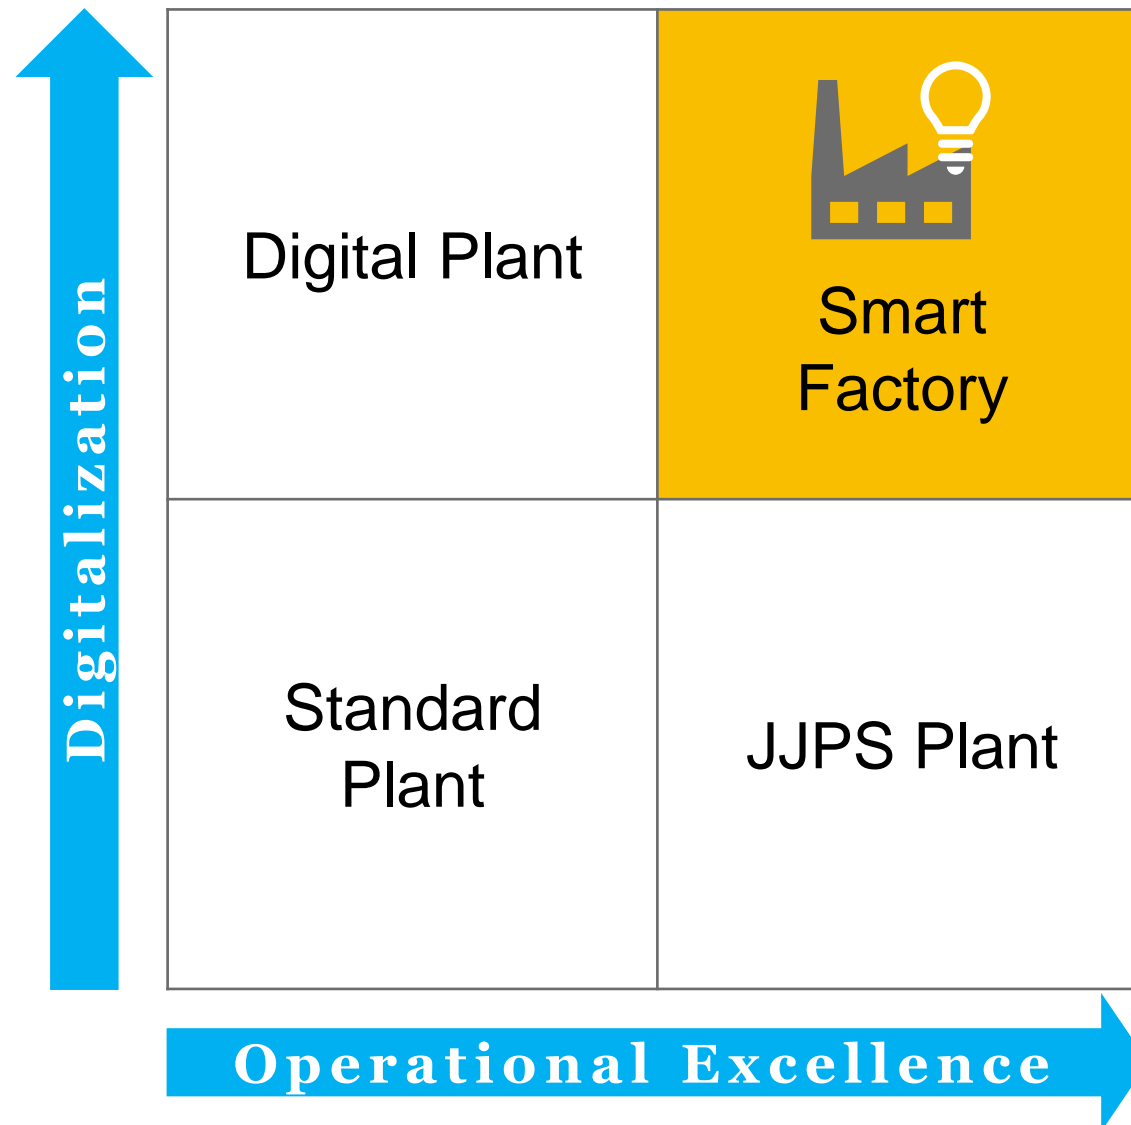 Digital Plant
Smart
Factory
Digitalization
Standard
Plant
JJPS Plant
Operational Excellence